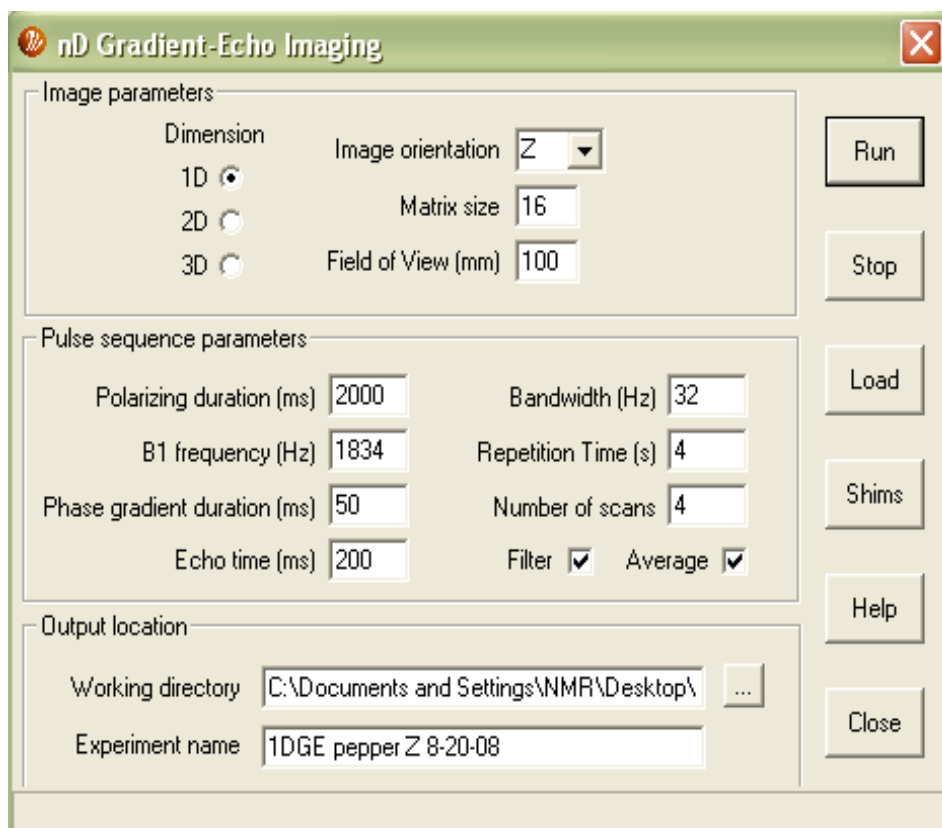 nD Gradient-Echo Imaging
Image parameters
Dimension
1D
2D
3D
Image orientation Z
Matrix size 16
Field of View (mm) 100
Pulse sequence parameters
Polarizing duration (ms) 2000
B1 frequency (Hz) 1834
Phase gradient duration (ms) 50
Echo time (ms) 200
Bandwidth (Hz) 32
Repetition Time (s) 4
Number of scans 4
Filter Average
Output location
Working directory C:\Documents and Settings\NMR\Desktop\ ...
Experiment name 1DGE pepper Z 8-20-08
Run
Stop
Load
Shims
Help
Close